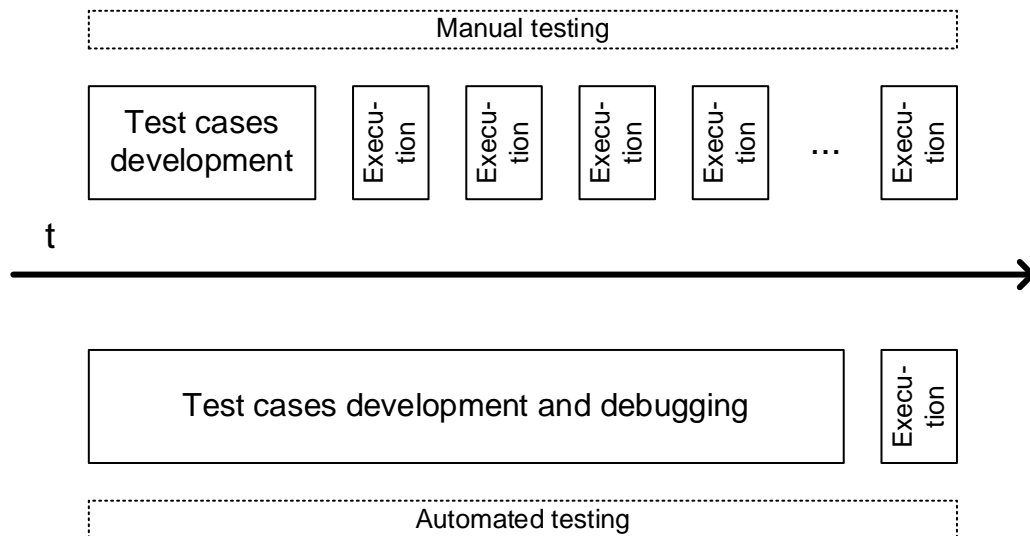 Manual testing
Test cases
development
Execu-
tion
Execu-
tion
Execu-
tion
Execu-
tion
...
Execu-
tion
t
Test cases development and debugging
Execu-
tion
Automated testing